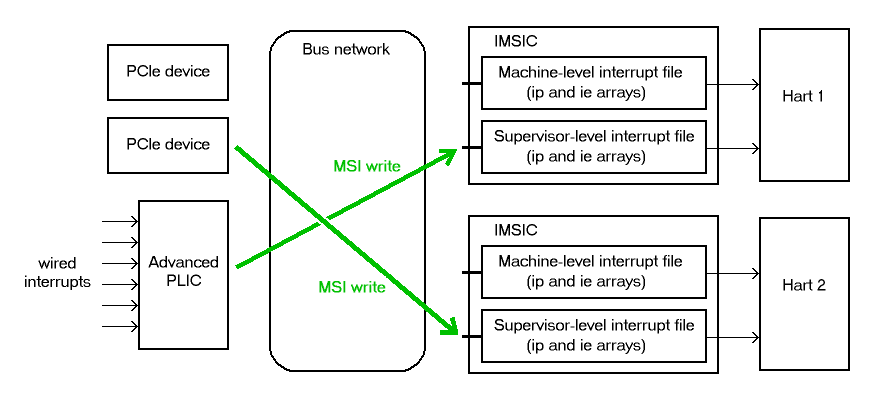 PCIe device
PCIe device
wired
interrupts
Advanced
PLIC
Bus network
MSI write
MSI write
IMSIC
Machine-level interrupt file
(ip and ie arrays)
Supervisor-level interrupt file
(ip and ie arrays)
Hart 1
IMSIC
Machine-level interrupt file
(ip and ie arrays)
Supervisor-level interrupt file
(ip and ie arrays)
Hart 2